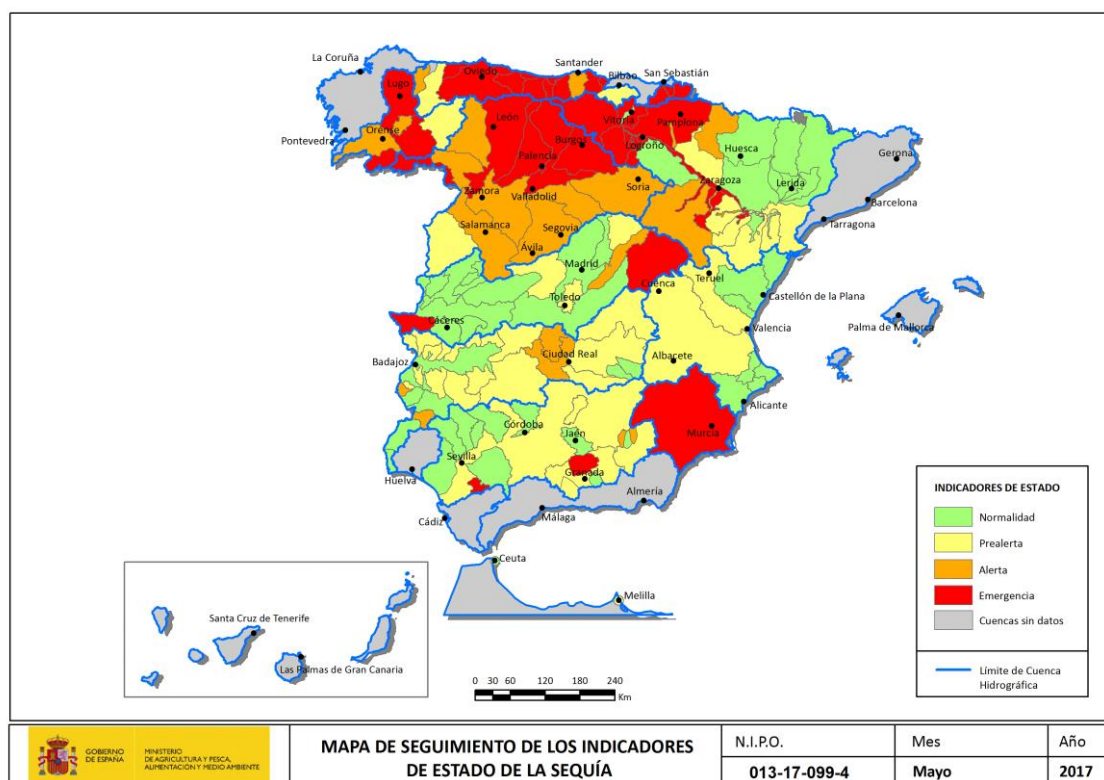 La Coruña
Lugo
Oviedo
Santander
Bilbao
San Sebastián
Pontevedra
Orense
León
Vitoria
Pamplona
Burgos
Logroño
Palencia
Huesca
Gerona
Zamora
Valladolid
Soria
Zaragoza
Lerida
Barcelona
Tarragona
Salamanca
Segovia
Ávila
Madrid
Teruel
Cuenca
Toledo
Castellón de la Plana
Cáceres
Valencia
Palma de Mallorca
Badajoz
Ciudad Real
Albacete
Alicante
Córdoba
Jaén
Murcia
Sevilla
Huelva
Granada
Almería
Cádiz
Málaga
Ceuta
Melilla
Santa Cruz de Tenerife
Las Palmas de Gran Canaria
0 30 60 120 180 240
Km
INDICADORES DE ESTADO
Normalidad
Prealerta
Alerta
Emergencia
Cuencas sin datos
Límite de Cuenca
Hidrográfica
GOBIERNO
DE ESPAÑA
MINISTERIO
DE AGRICULTURA Y PESCA,
ALIMENTACIÓN Y MEDIO AMBIENTE
MAPA DE SEGUIMIENTO DE LOS INDICADORES
DE ESTADO DE LA SEQUÍA
N.I.P.O.
Mes
Año
013-17-099-4
Mayo
2017